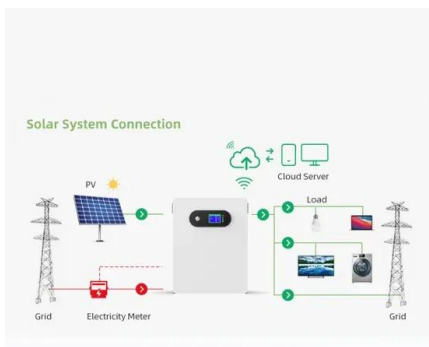 Solar System Connection
Cloud Server
PV
Load
Grid
Electricity Meter
Grid